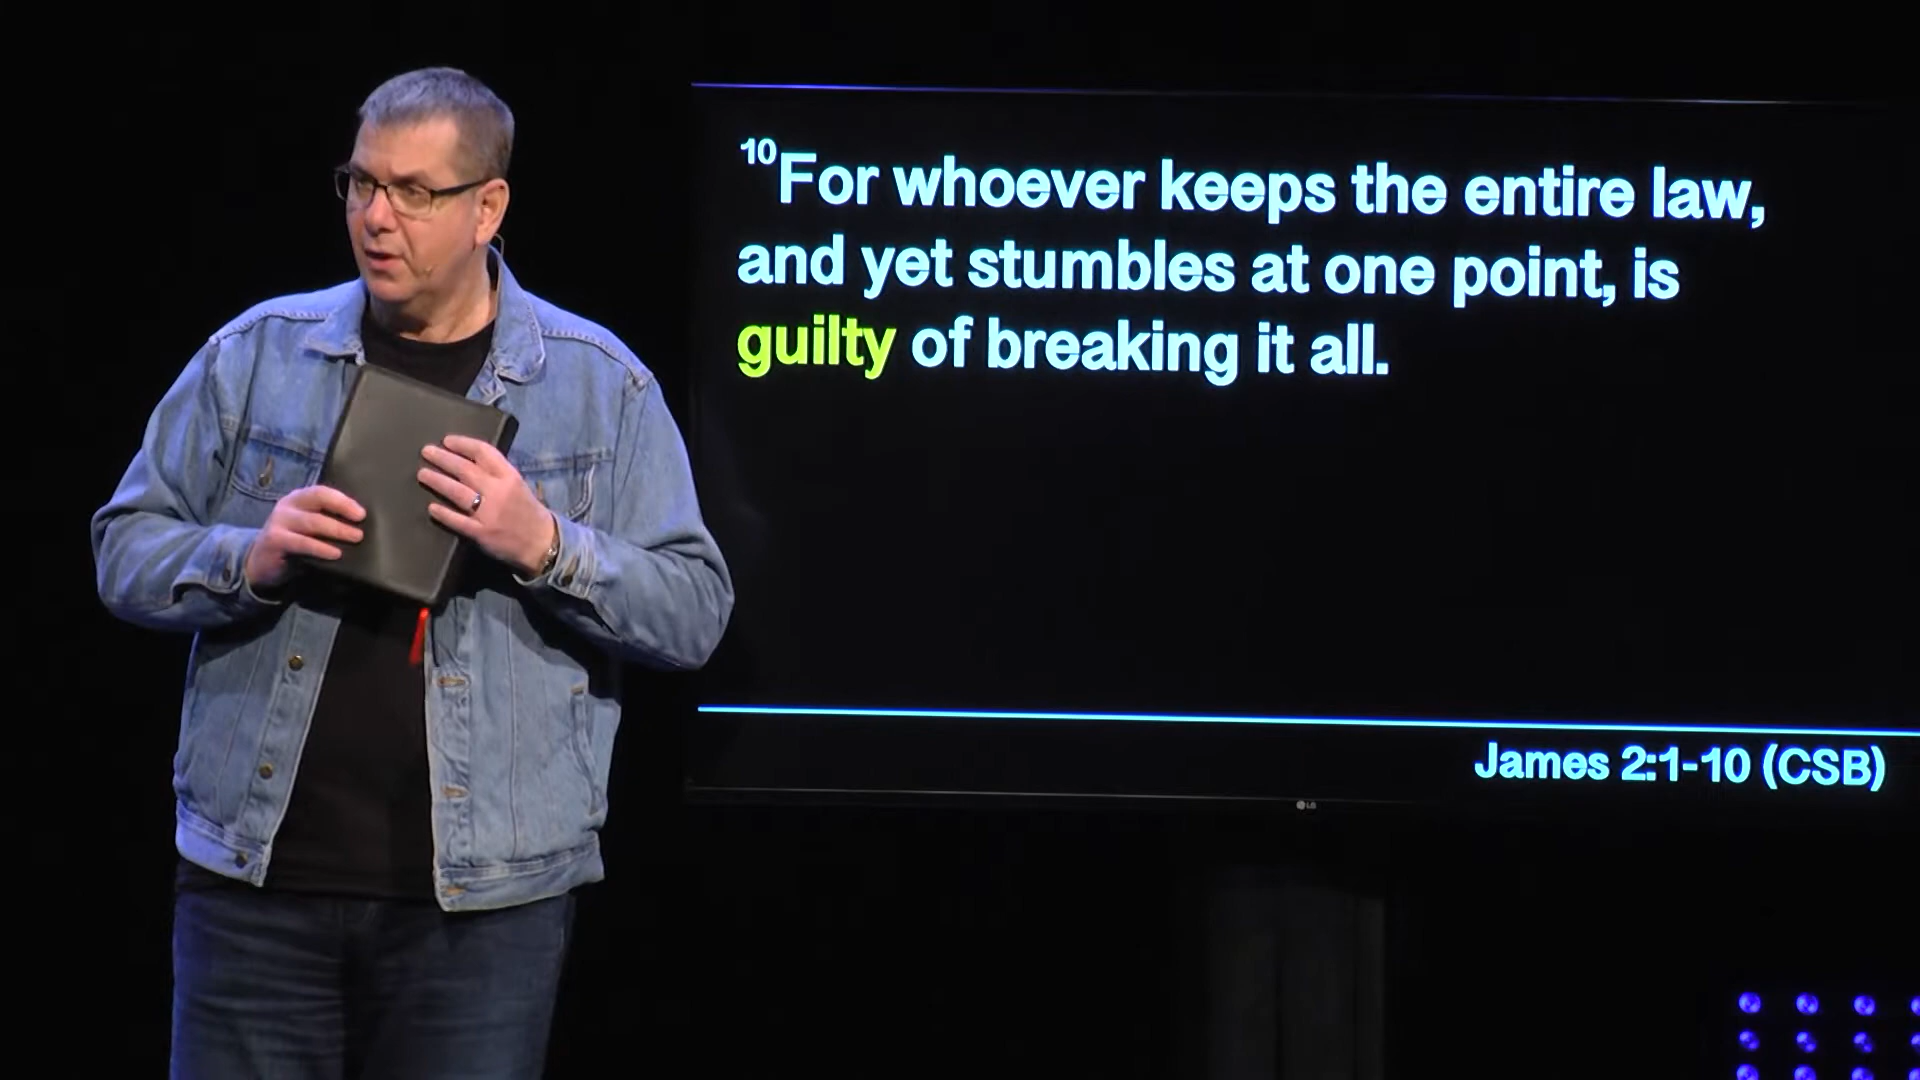 10For whoever keeps the entire law,
and yet stumbles at one point, is
guilty of breaking it all.
James 2:1-10 (CSB)
LG